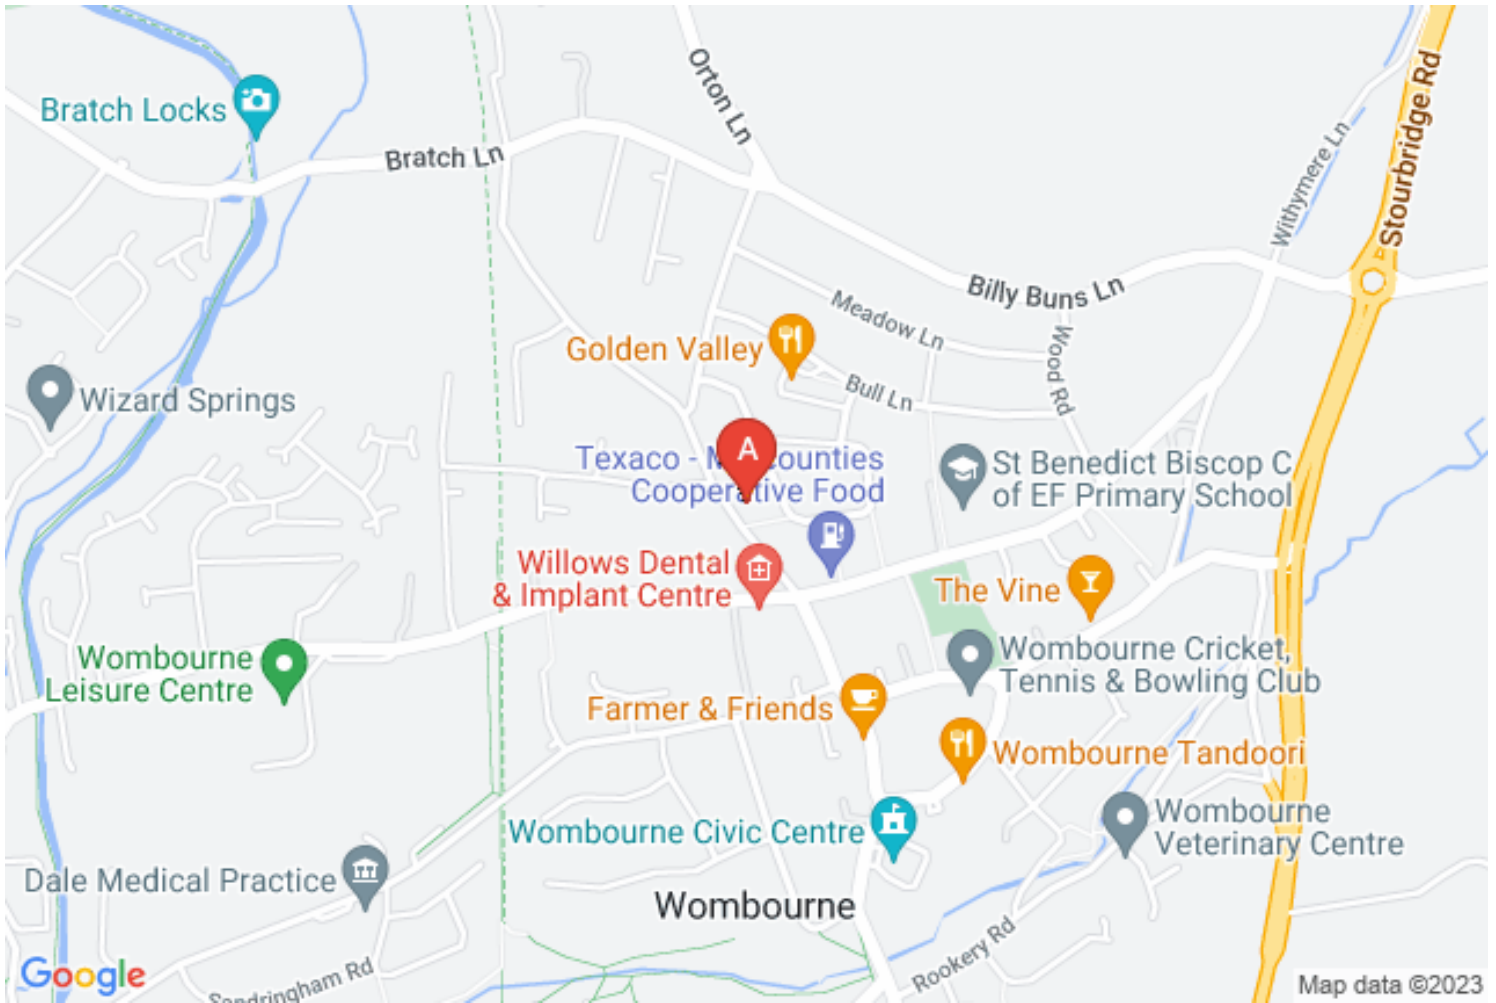 Bratch Locks
Bratch Ln
Orton Ln
Stourbridge Rd
Withymere Ln
Billy Buns Ln
Meadow Ln
Wood Rd
Golden Valley
Bull Ln
Wizard Springs
A
Texaco -
Cooperative Food
St Benedict Biscop C
of EF Primary School
Willows Dental
& Implant Centre
The Vine
Wombourne
Leisure Centre
Wombourne Cricket,
Tennis & Bowling Club
Farmer & Friends
Wombourne Tandoori
Wombourne Civic Centre
Wombourne
Veterinary Centre
Dale Medical Practice
Wombourne
Rookery Rd
Sandringham Rd
Google
Map data ©2023